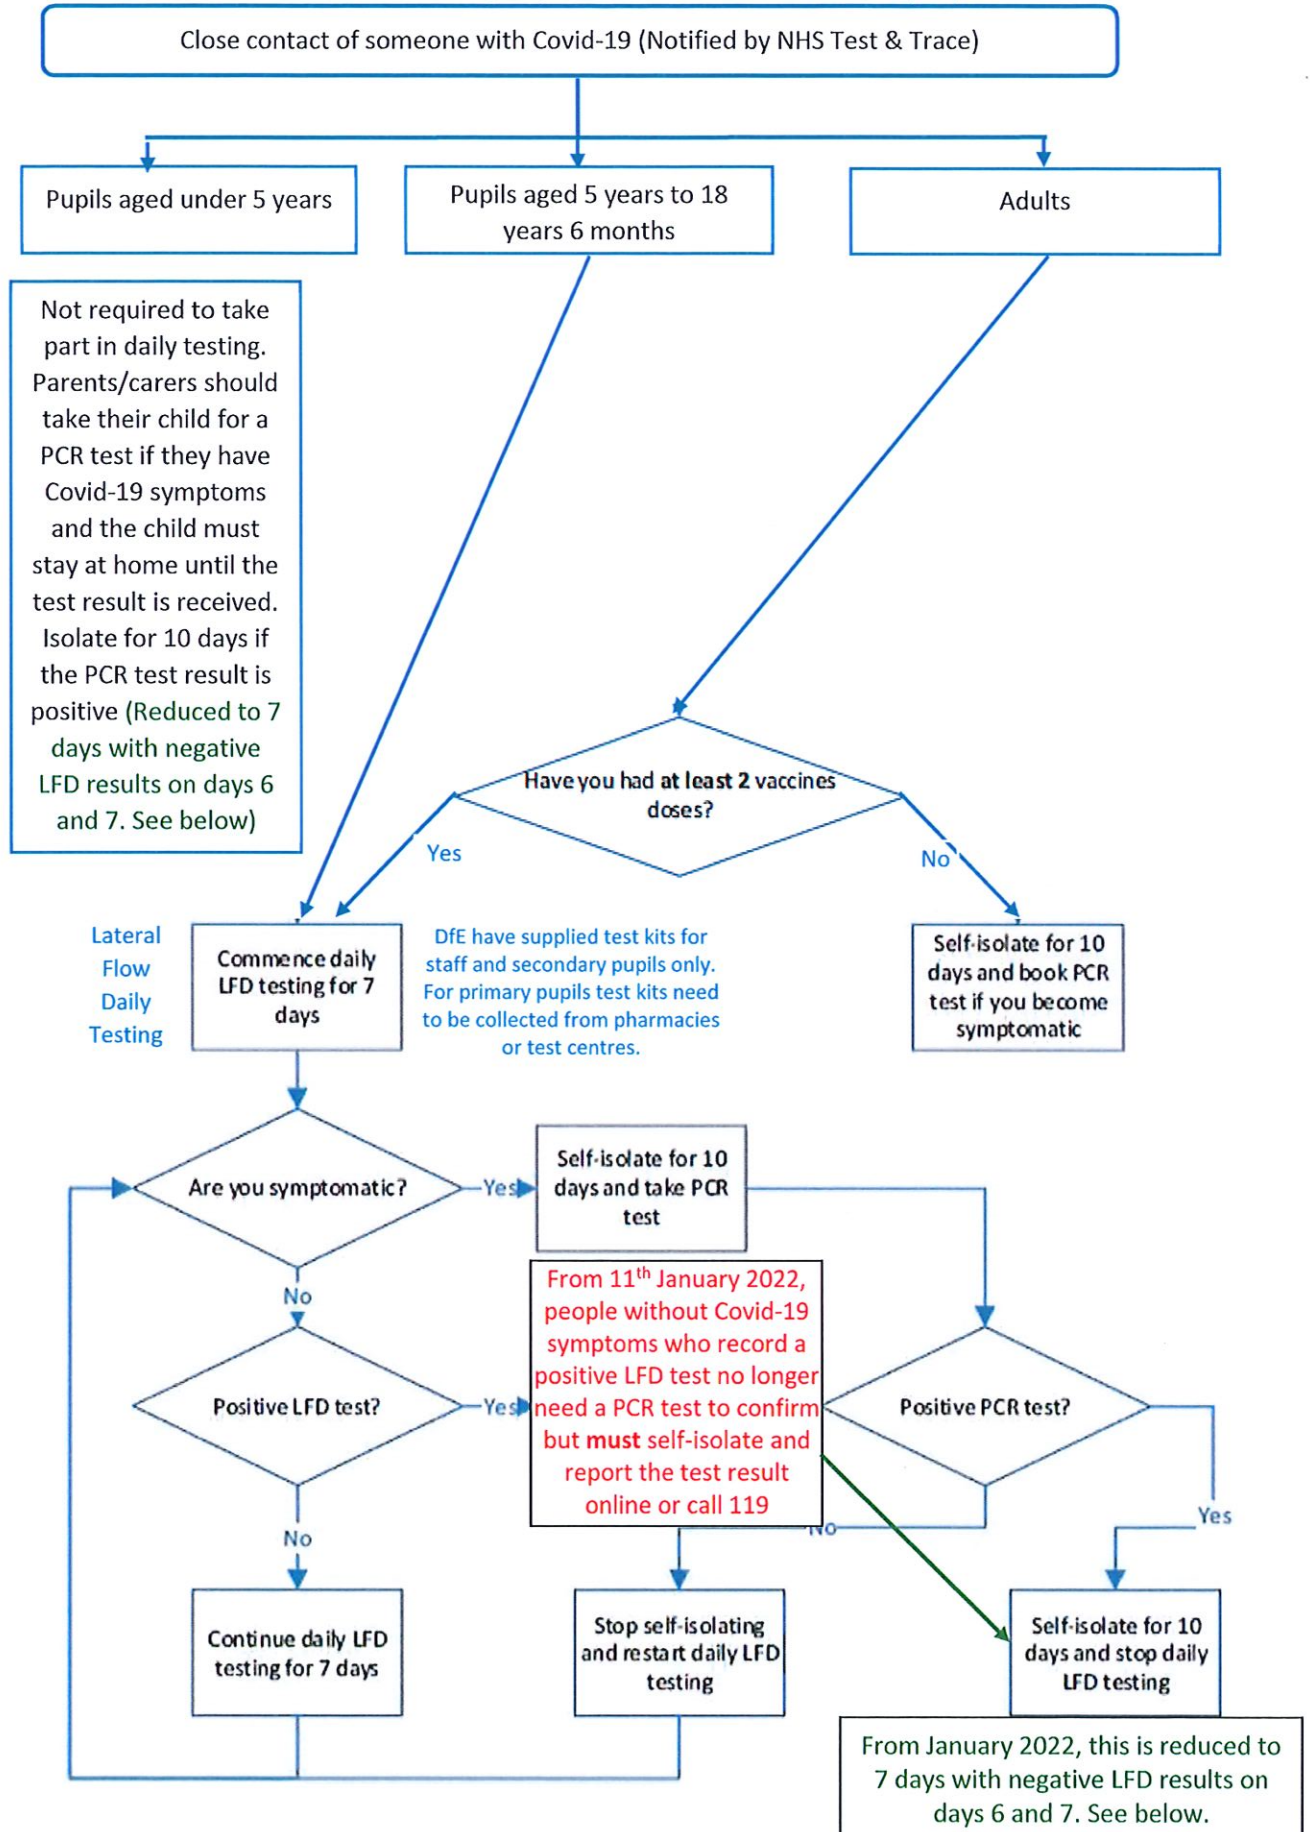 Close contact of someone with Covid-19 (Notified by NHS Test & Trace)
Pupils aged under 5 years
Pupils aged 5 years to 18
years 6 months
Adults
Not required to take
part in daily testing.
Parents/carers should
take their child for a
PCR test if they have
Covid-19 symptoms
and the child must
stay at home until the
test result is received.
Isolate for 10 days if
the PCR test result is
positive (Reduced to 7
days with negative
LFD results on days 6
and 7. See below)
Have you had at least 2 vaccines
doses?
Yes
No
Lateral
Flow
Daily
Testing
Commence daily
LFD testing for 7
days
DfE have supplied test kits for
staff and secondary pupils only.
For primary pupils test kits need
to be collected from pharmacies
or test centres.
Self-isolate for 10
days and book PCR
test if you become
symptomatic
Are you symptomatic?
Yes
Self-isolate for 10
days and take PCR
test
No
From 11th January 2022,
people without Covid-19
symptoms who record a
positive LFD test no longer
need a PCR test to confirm
but must self-isolate and
report the test result
online or call 119
Positive LFD test?
Yes
Positive PCR test?
No
No
Yes
Continue daily LFD
testing for 7 days
Stop self-isolating
and restart daily LFD
testing
Self-isolate for 10
days and stop daily
LFD testing
From January 2022, this is reduced to
7 days with negative LFD results on
days 6 and 7. See below.